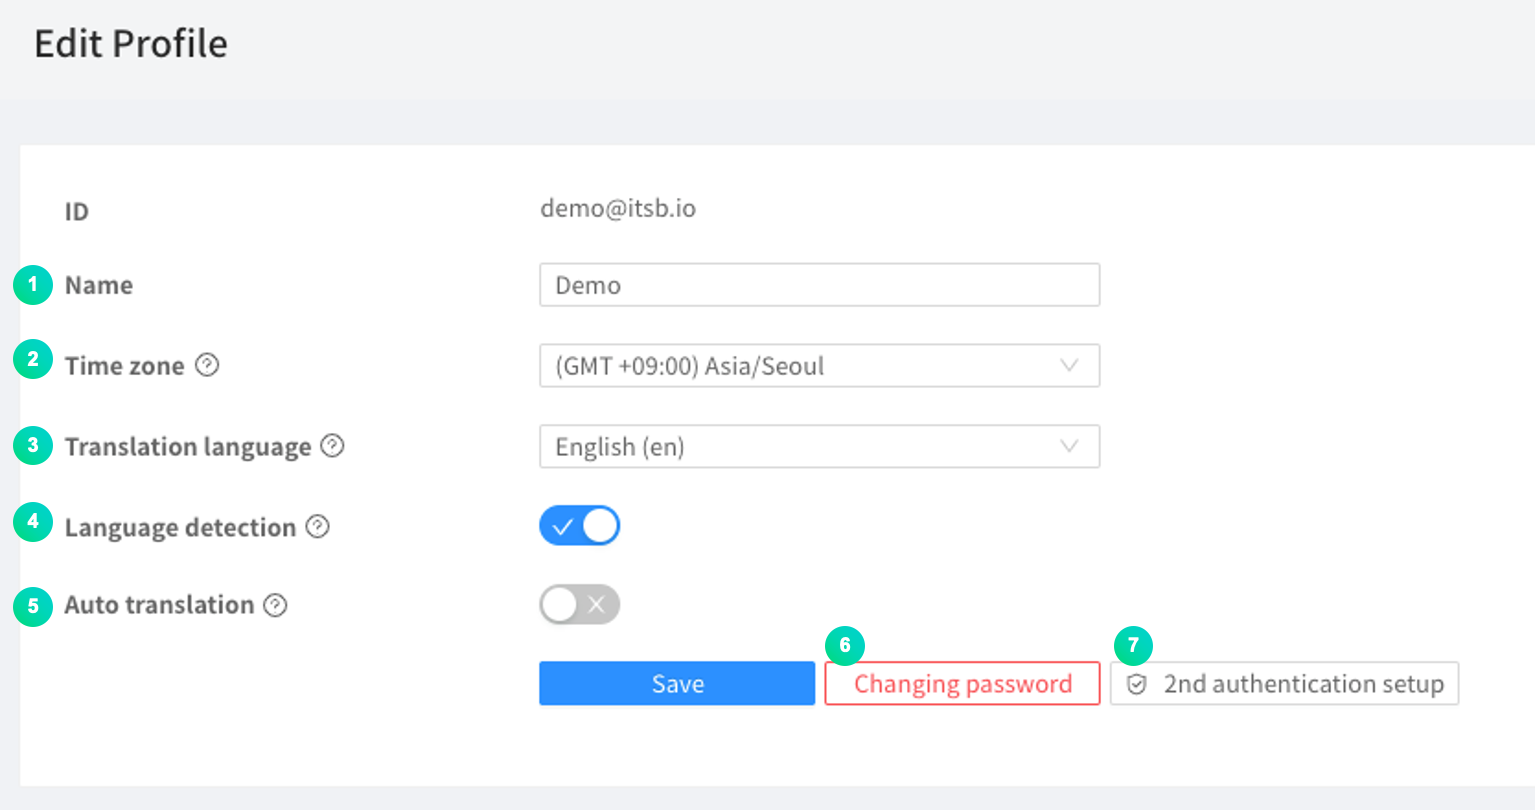 Edit Profile
ID
demo@itsb.io
1 Name
Demo
2 Time zone ?
(GMT +09:00) Asia/Seoul
3 Translation language ?
English (en)
4 Language detection ?
5 Auto translation ?
Save
6 Changing password
7 2nd authentication setup